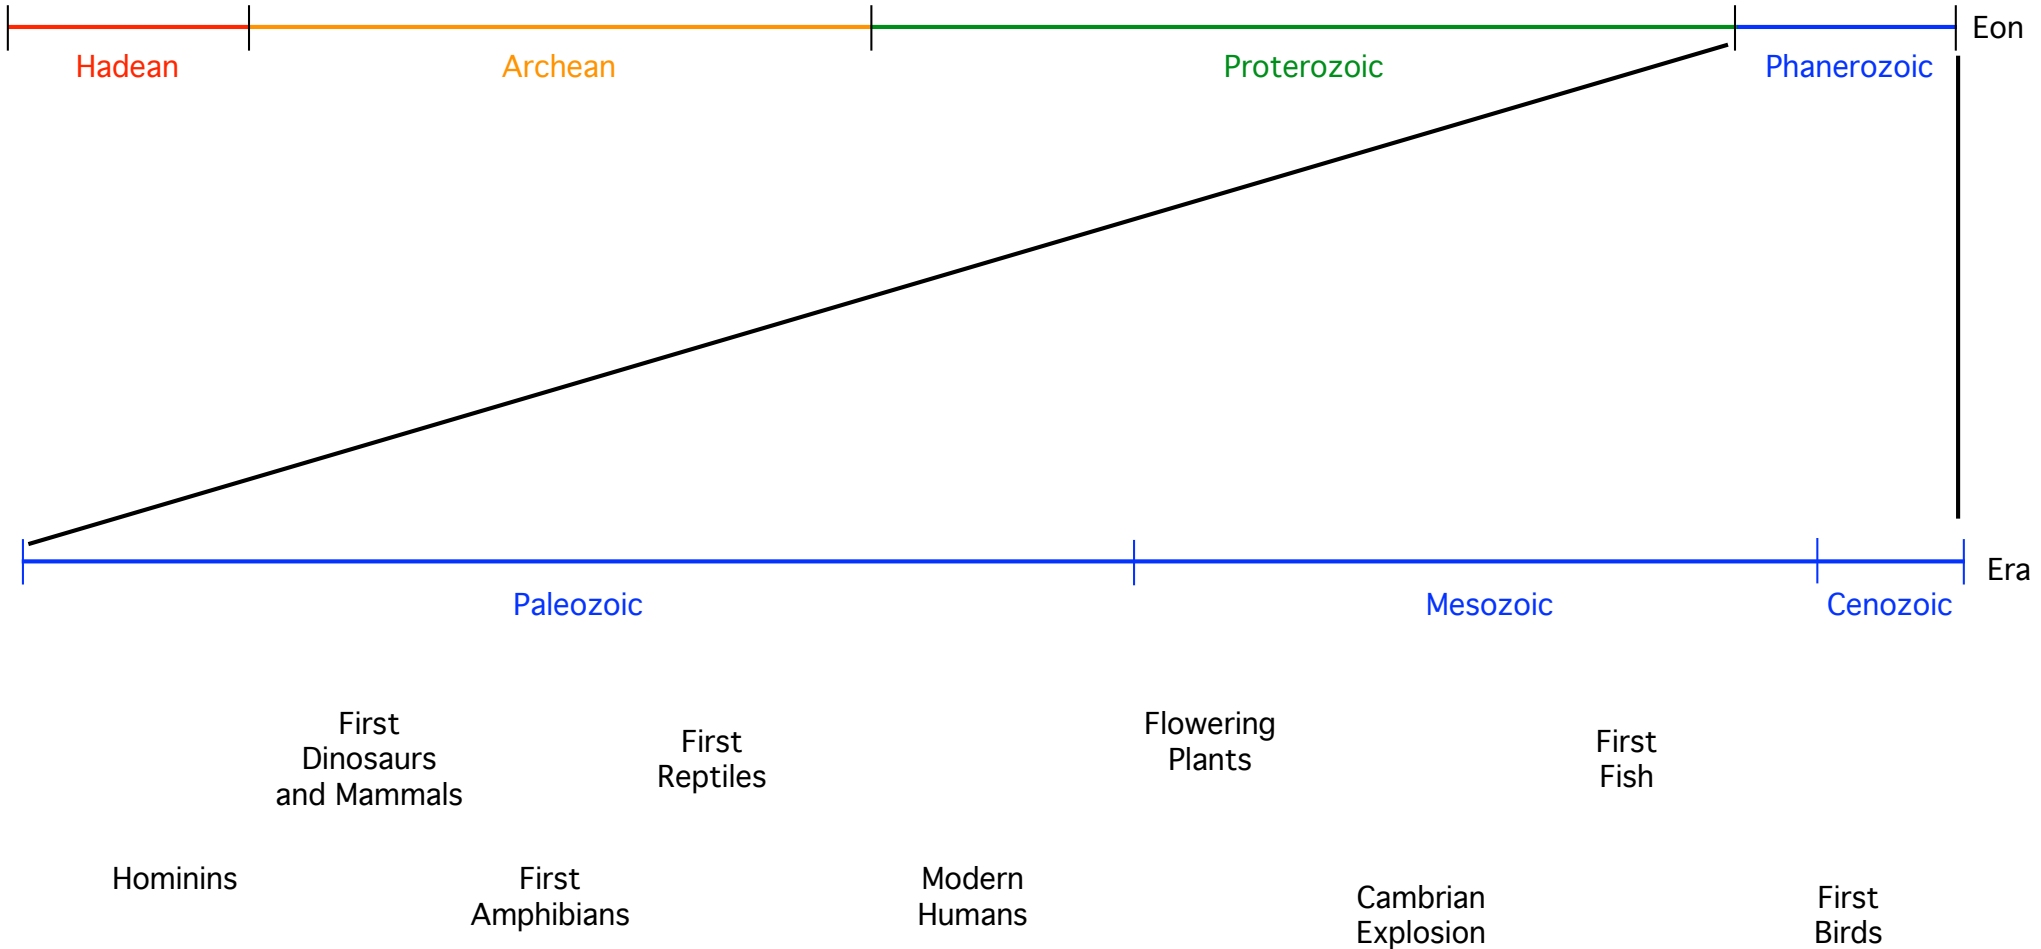 Eon
Hadean
Archean
Proterozoic
Phanerozoic
Era
Paleozoic
Mesozoic
Cenozoic
First
Dinosaurs
and Mammals
First
Reptiles
Flowering
Plants
First
Fish
Hominins
First
Amphibians
Modern
Humans
Cambrian
Explosion
First
Birds